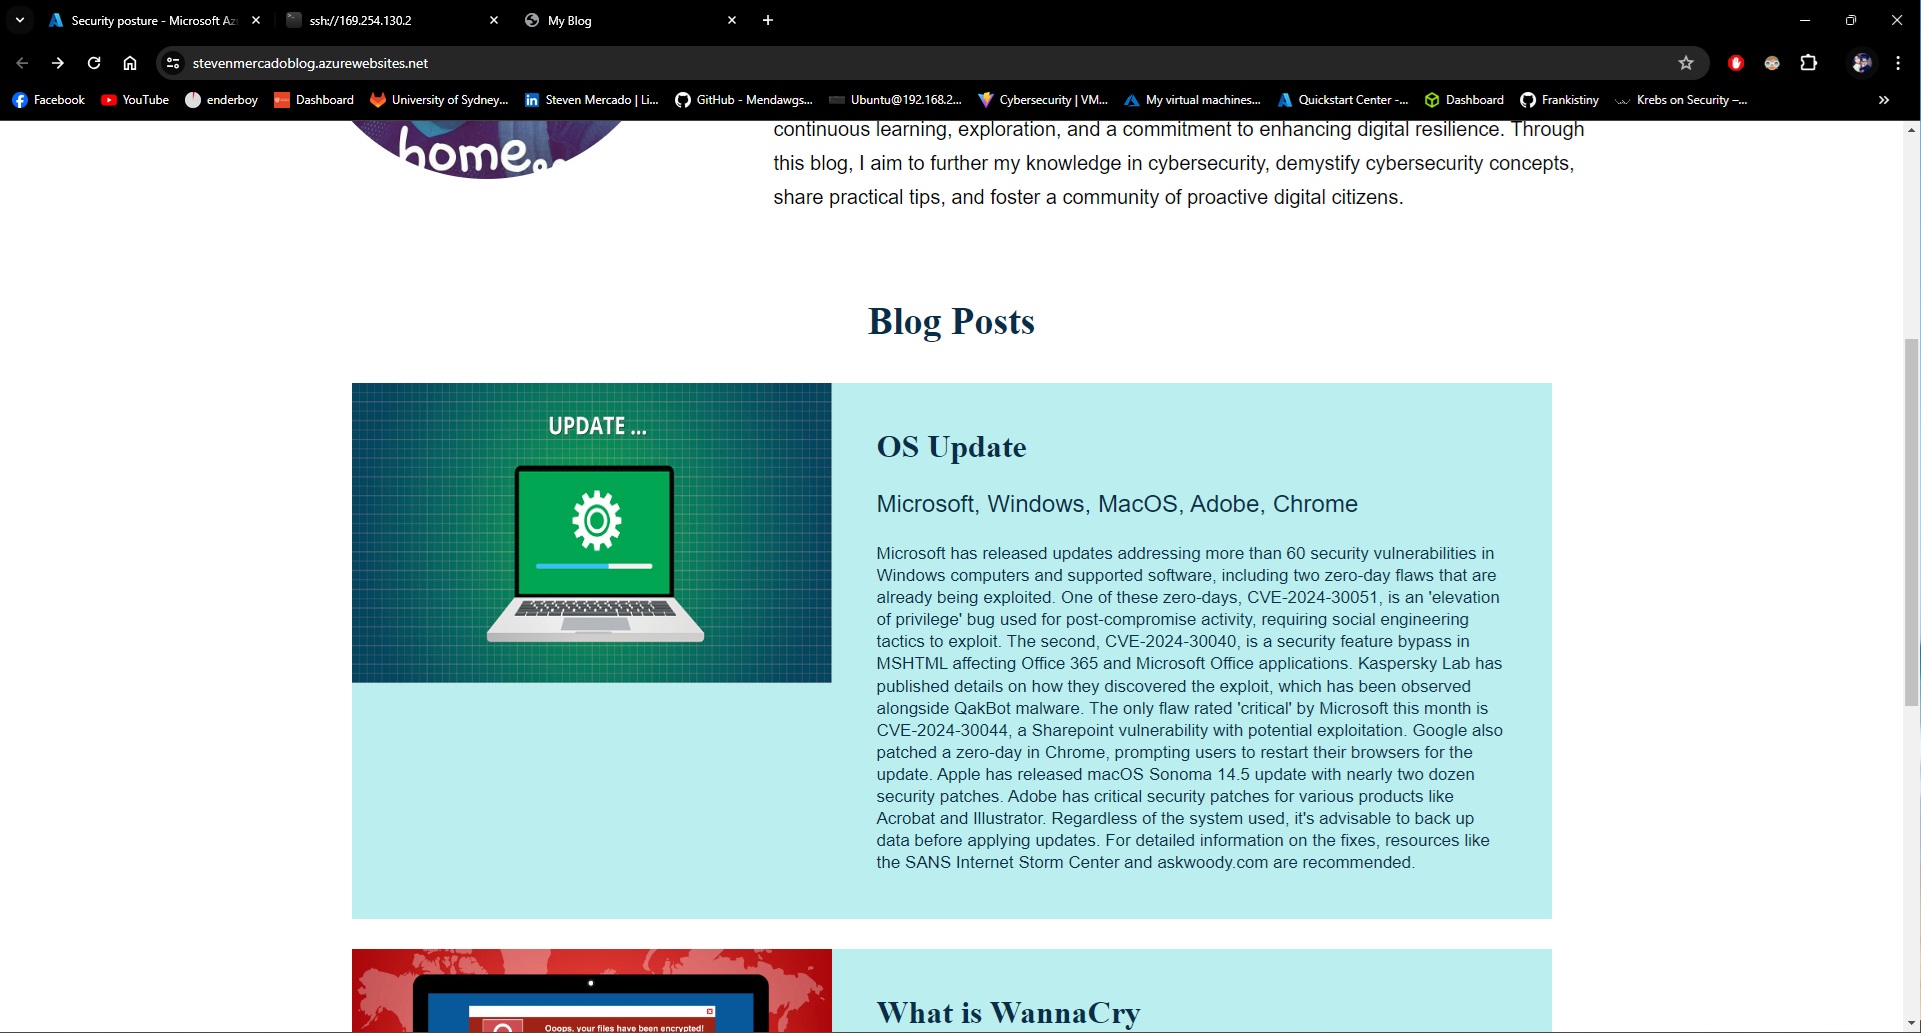 Security posture - Microsoft Az
ssh://169.254.130.2
My Blog
stevenmercadoblog.azurewebsites.net
Facebook
YouTube
enderboy
Dashboard
University of Sydney...
Steven Mercado | Li...
GitHub - Mendawgs...
Ubuntu@192.168.2...
Cybersecurity | VM...
My virtual machines...
Quickstart Center -...
Dashboard
Frankistiny
Krebs on Security –...
home...
continuous learning, exploration, and a commitment to enhancing digital resilience. Through
this blog, I aim to further my knowledge in cybersecurity, demystify cybersecurity concepts,
share practical tips, and foster a community of proactive digital citizens.
Blog Posts
UPDATE ...
OS Update
Microsoft, Windows, MacOS, Adobe, Chrome
Microsoft has released updates addressing more than 60 security vulnerabilities in
Windows computers and supported software, including two zero-day flaws that are
already being exploited. One of these zero-days, CVE-2024-30051, is an 'elevation
of privilege' bug used for post-compromise activity, requiring social engineering
tactics to exploit. The second, CVE-2024-30040, is a security feature bypass in
MSHTML affecting Office 365 and Microsoft Office applications. Kaspersky Lab has
published details on how they discovered the exploit, which has been observed
alongside QakBot malware. The only flaw rated 'critical' by Microsoft this month is
CVE-2024-30044, a Sharepoint vulnerability with potential exploitation. Google also
patched a zero-day in Chrome, prompting users to restart their browsers for the
update. Apple has released macOS Sonoma 14.5 update with nearly two dozen
security patches. Adobe has critical security patches for various products like
Acrobat and Illustrator. Regardless of the system used, it's advisable to back up
data before applying updates. For detailed information on the fixes, resources like
the SANS Internet Storm Center and askwoody.com are recommended.
What is WannaCry
Ooops, your files have been encrypted!